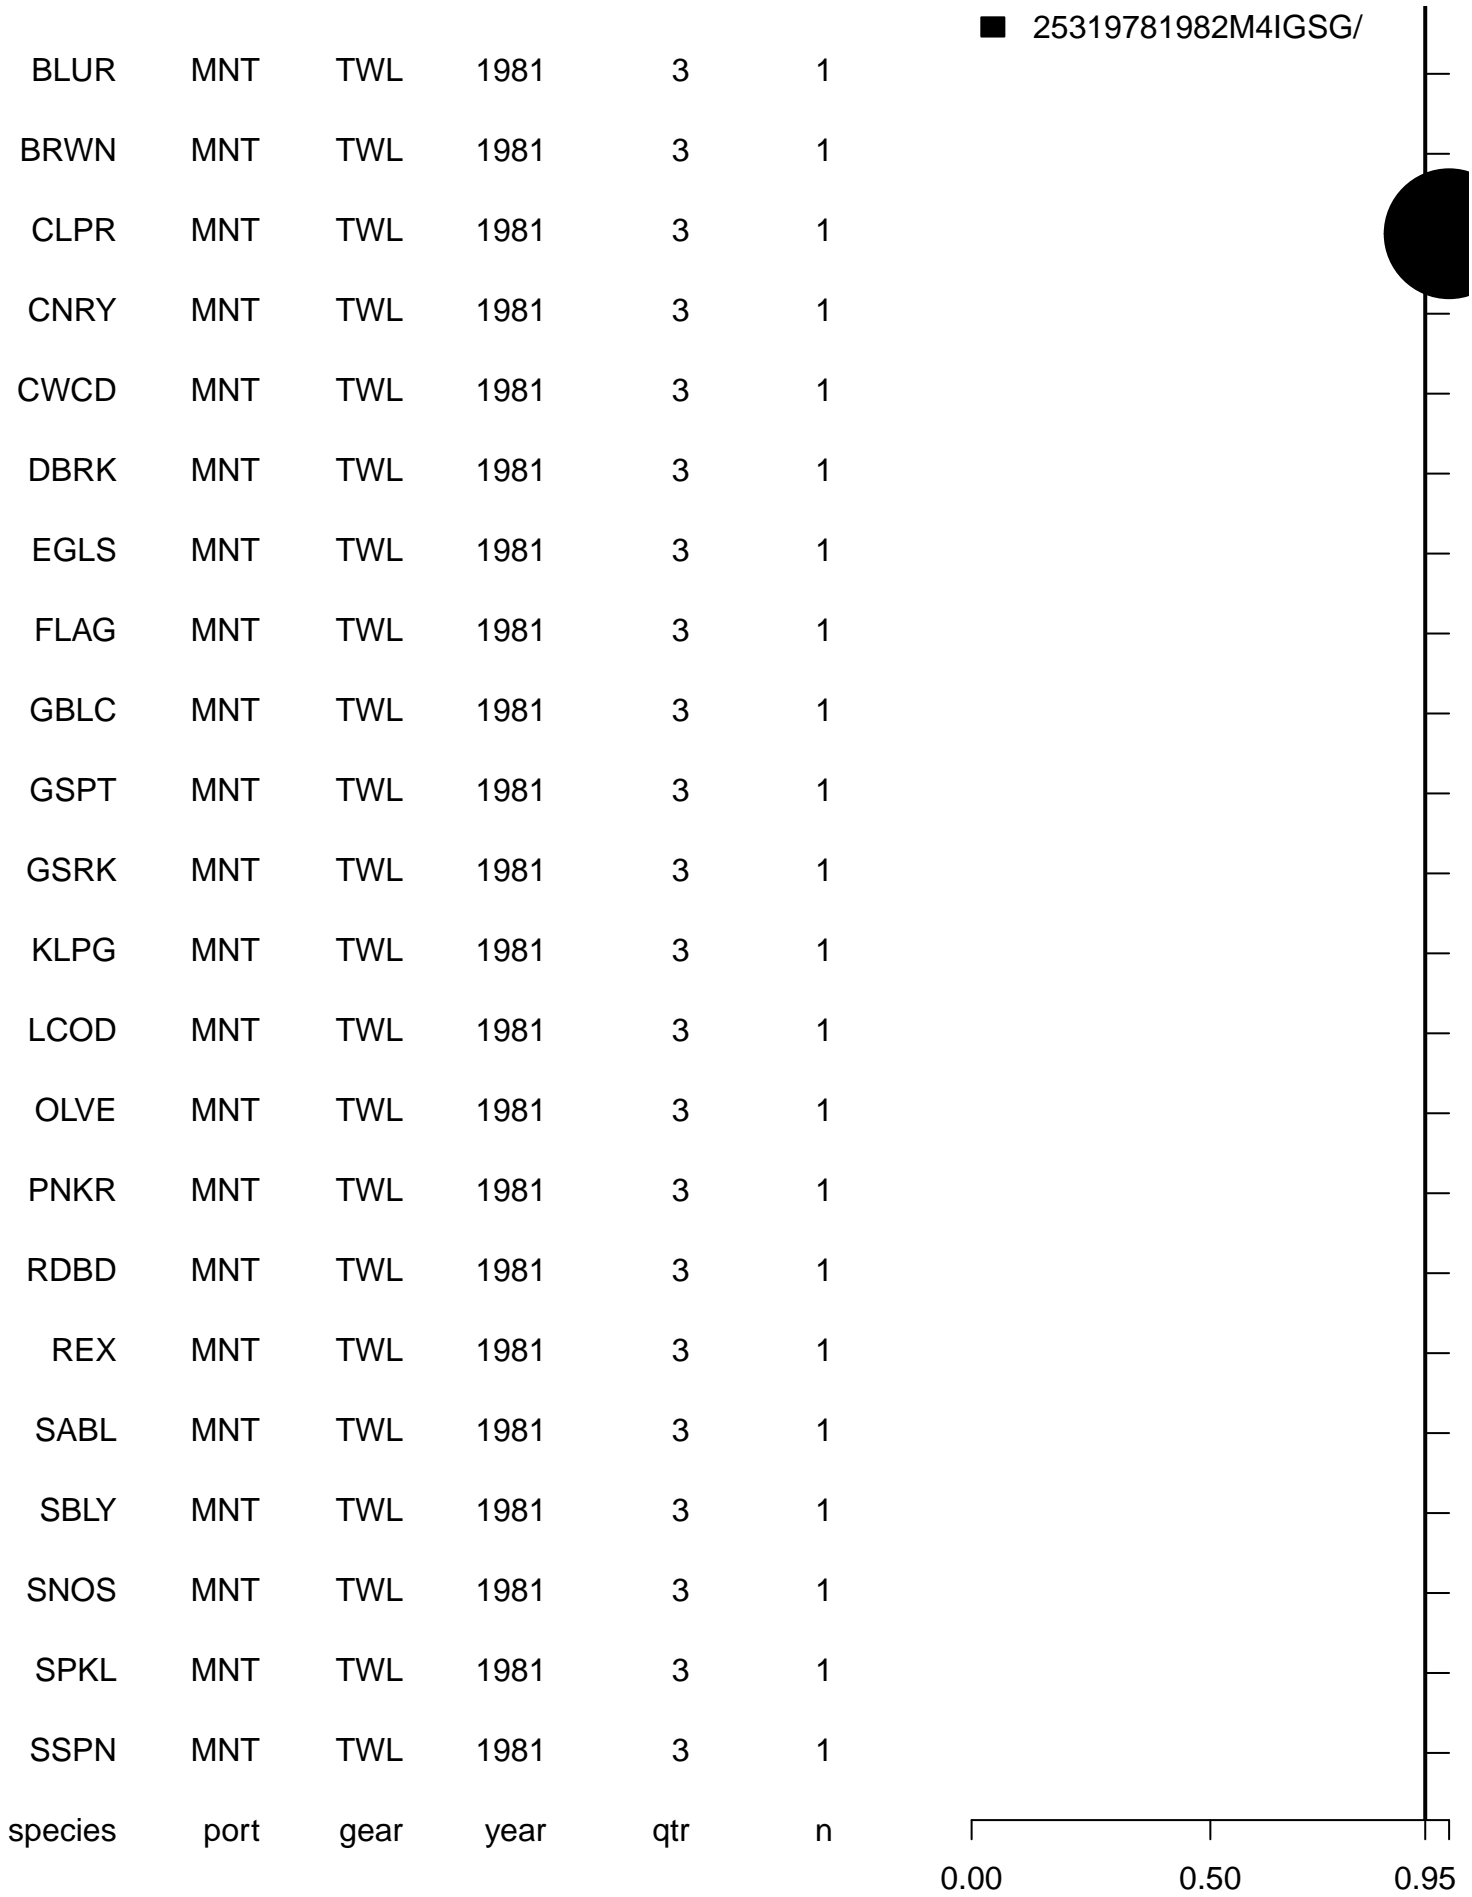 25319781982M4IGSG/
BLUR MNT TWL 1981 3 1
BRWN MNT TWL 1981 3 1
CLPR MNT TWL 1981 3 1
CNRY MNT TWL 1981 3 1
CWCD MNT TWL 1981 3 1
DBRK MNT TWL 1981 3 1
EGLS MNT TWL 1981 3 1
FLAG MNT TWL 1981 3 1
GBLC MNT TWL 1981 3 1
GSPT MNT TWL 1981 3 1
GSRK MNT TWL 1981 3 1
KLPG MNT TWL 1981 3 1
LCOD MNT TWL 1981 3 1
OLVE MNT TWL 1981 3 1
PNKR MNT TWL 1981 3 1
RDBD MNT TWL 1981 3 1
REX MNT TWL 1981 3 1
SABL MNT TWL 1981 3 1
SBLY MNT TWL 1981 3 1
SNOS MNT TWL 1981 3 1
SPKL MNT TWL 1981 3 1
SSPN MNT TWL 1981 3 1
species port gear year qtr n
0.00 0.50 0.95